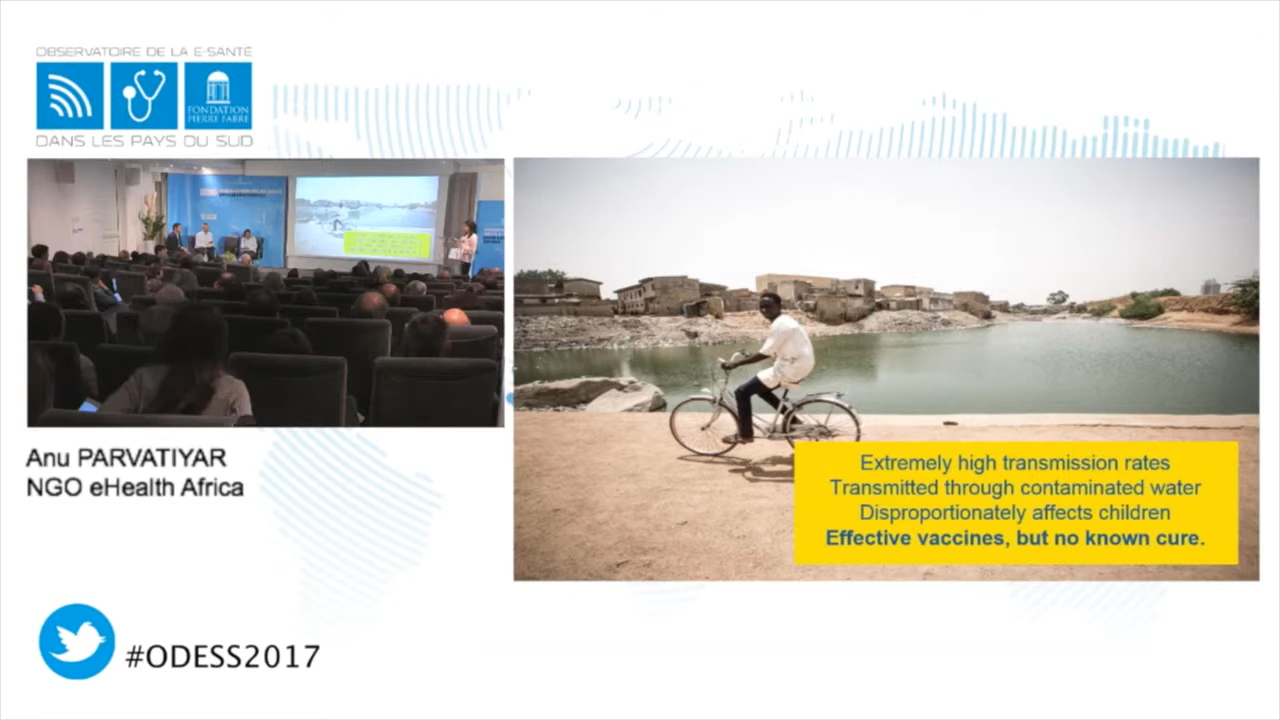 OBSERVATOIRE DE LA E-SANTÉ
FONDATION
PIERRE FABRE
DANS LES PAYS DU SUD
Anu PARVATIYAR
NGO eHealth Africa
Extremely high transmission rates
Transmitted through contaminated water
Disproportionately affects children
Effective vaccines, but no known cure.
#ODESS2017